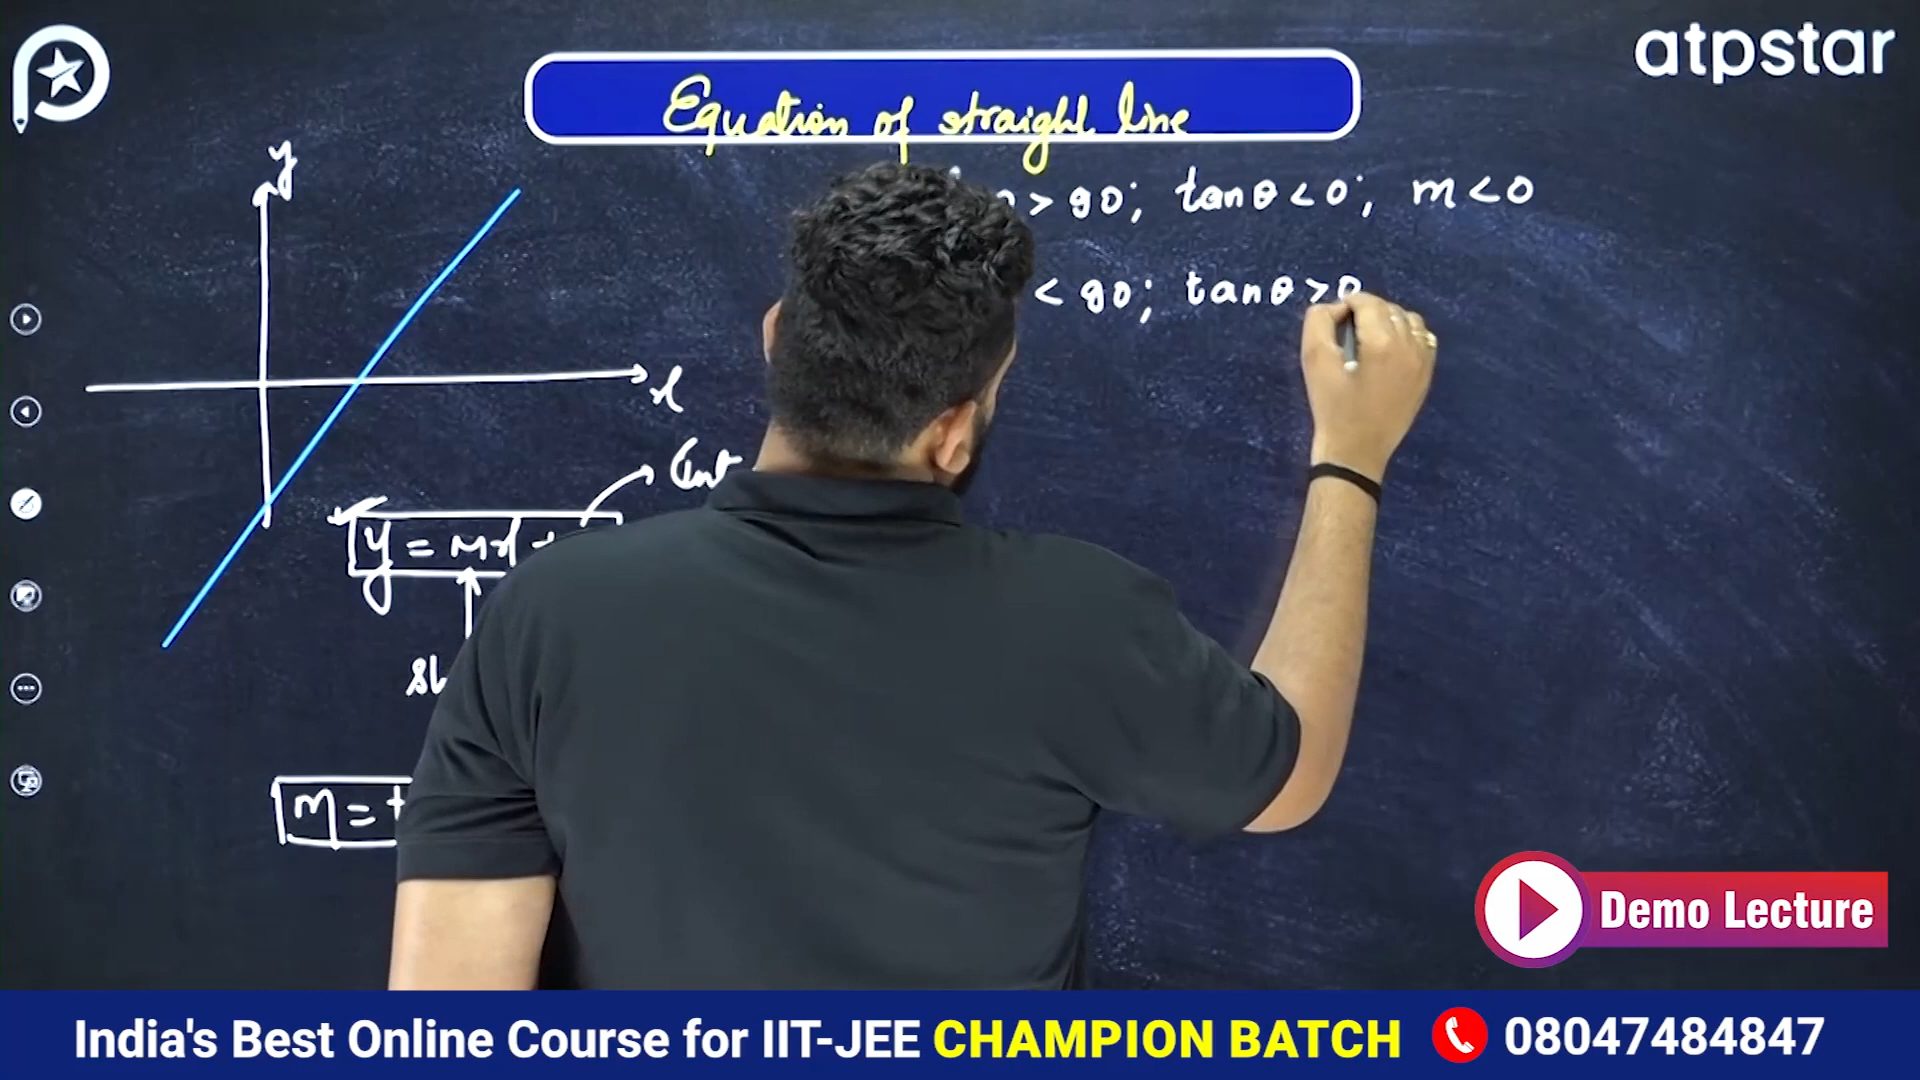 atpstar
Equation of straight line
y
> 90; tanθ < 0; m < 0
< 90; tanθ > 0
x
y = mx
m =
Demo Lecture
India's Best Online Course for IIT-JEE CHAMPION BATCH 08047484847